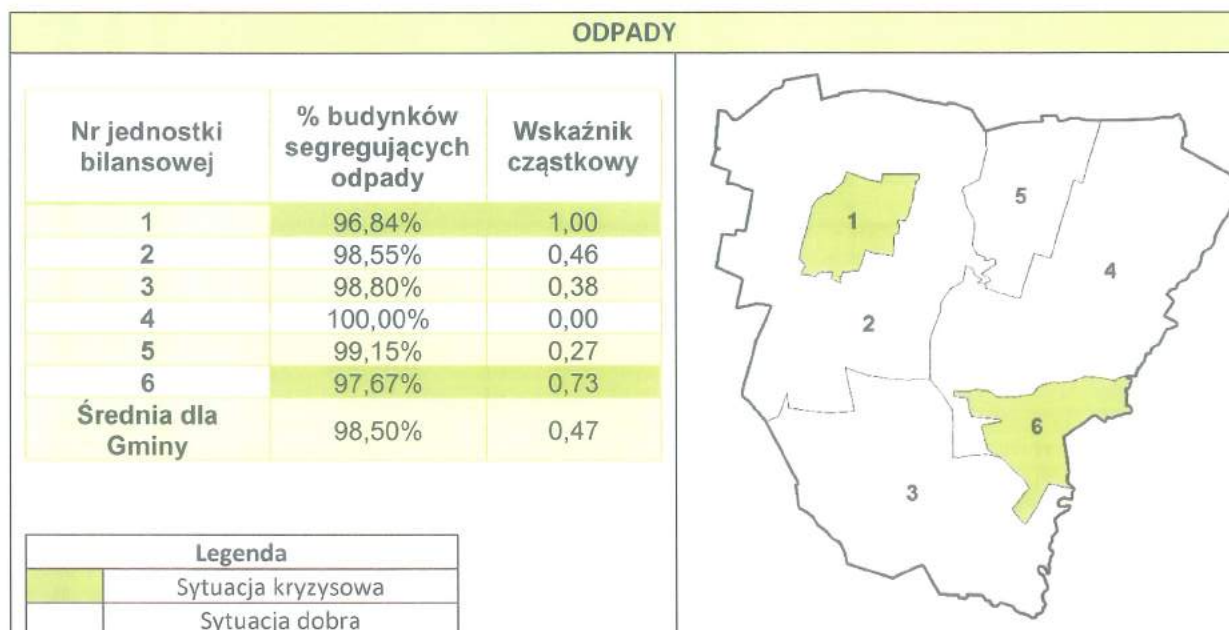 ODPADY
Nr jednostki bilansowej | % budynków segregujących odpady | Wskaźnik cząstkowy
1 | 96,84% | 1,00
2 | 98,55% | 0,46
3 | 98,80% | 0,38
4 | 100,00% | 0,00
5 | 99,15% | 0,27
6 | 97,67% | 0,73
Średnia dla Gminy | 98,50% | 0,47
Legenda
Sytuacja kryzysowa
Sytuacja dobra
1
5
4
2
6
3